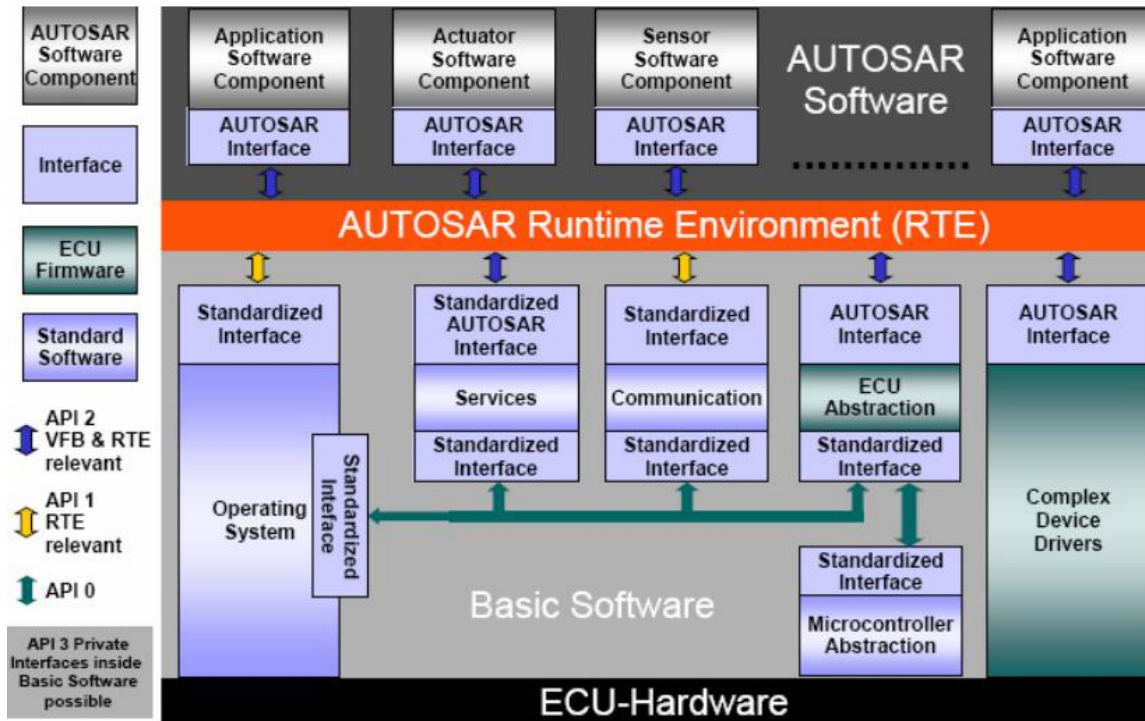 AUTOSAR
Software
Component
Interface
ECU
Firmware
Standard
Software
API 2
VFB & RTE
relevant
API 1
RTE
relevant
API 0
API 3 Private
Interfaces inside
Basic Software
possible
Application
Software
Component
AUTOSAR
Interface
Actuator
Software
Component
AUTOSAR
Interface
Sensor
Software
Component
AUTOSAR
Interface
AUTOSAR
Software
Application
Software
Component
AUTOSAR
Interface
AUTOSAR Runtime Environment (RTE)
Standardized
Interface
Operating
System
Standardized
Inteface
Standardized
AUTOSAR
Interface
Services
Standardized
Interface
Standardized
Interface
Communication
Standardized
Interface
AUTOSAR
Interface
ECU
Abstraction
Standardized
Interface
Standardized
Interface
Microcontroller
Abstraction
AUTOSAR
Interface
Complex
Device
Drivers
Basic Software
ECU-Hardware